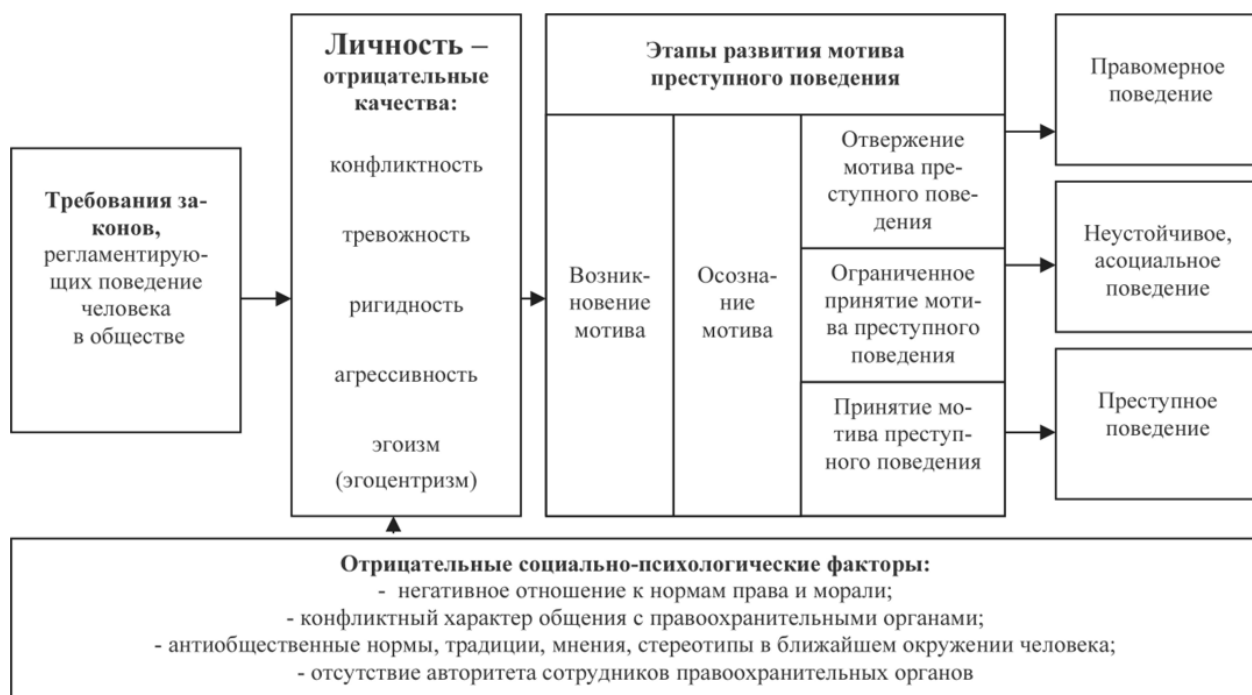 Требования за-
конов,
регламентирую-
щих поведение
человека
в обществе
Личность –
отрицательные
качества:
конфликтность
тревожность
ригидность
агрессивность
эгоизм
(эгоцентризм)
Этапы развития мотива
преступного поведения
Возник-
новение
мотива
Осозна-
ние
мотива
Отвержение
мотива пре-
ступного пове-
дения
Ограниченное
принятие моти-
ва преступного
поведения
Принятие мо-
тива преступ-
ного поведения
Правомерное
поведение
Неустойчивое,
асоциальное
поведение
Преступное
поведение
Отрицательные социально-психологические факторы:
- негативное отношение к нормам права и морали;
- конфликтный характер общения с правоохранительными органами;
- антиобщественные нормы, традиции, мнения, стереотипы в ближайшем окружении человека;
- отсутствие авторитета сотрудников правоохранительных органов